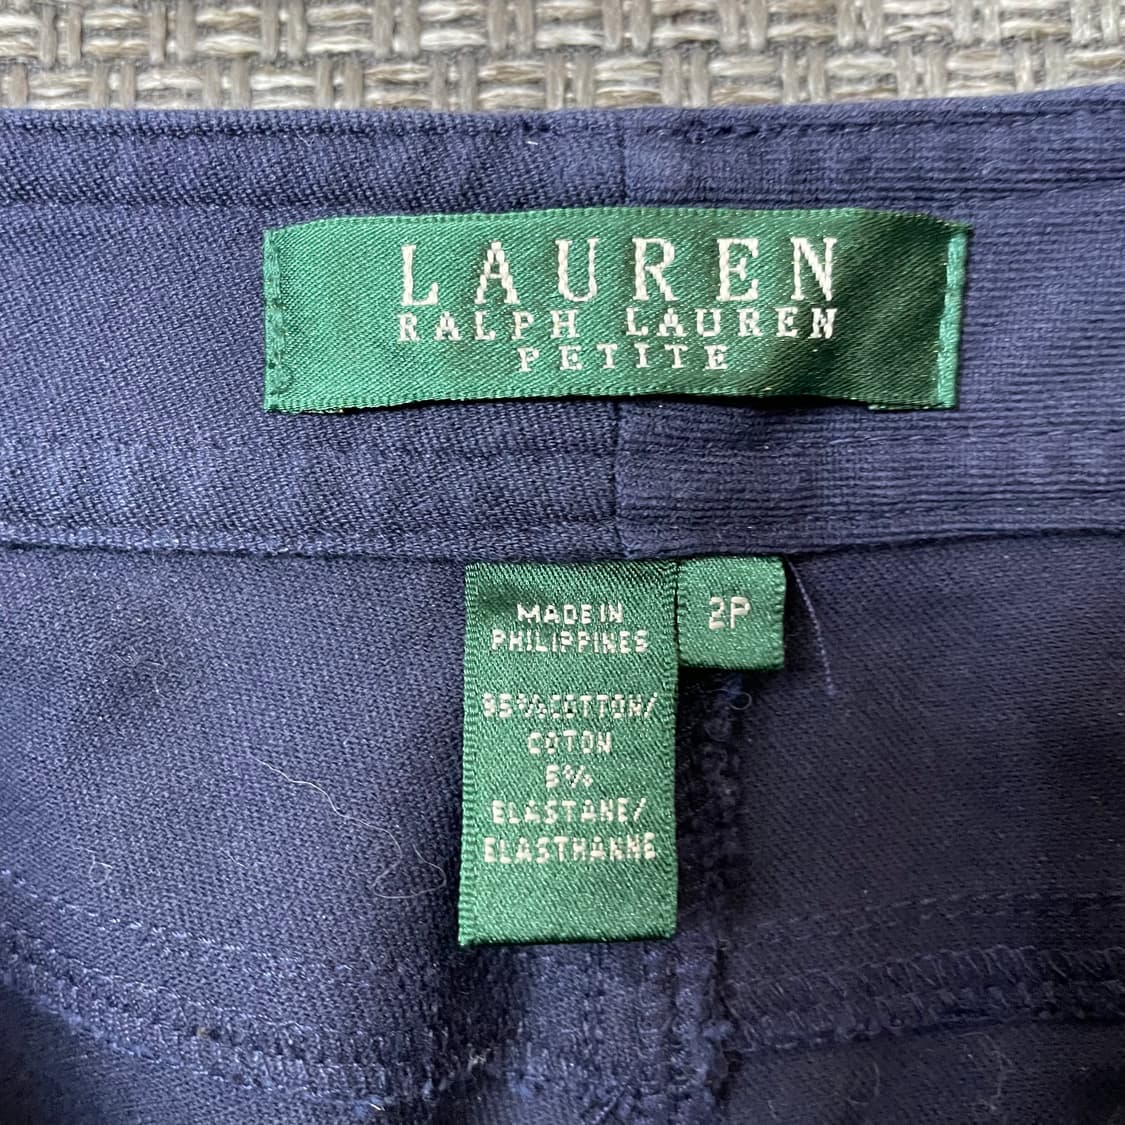 LAUREN
RALPH LAUREN
PETITE
MADE IN
PHILIPPINES
2P
95% COTTON/
COTON
5%
ELASTANE/
ELASTHANNE